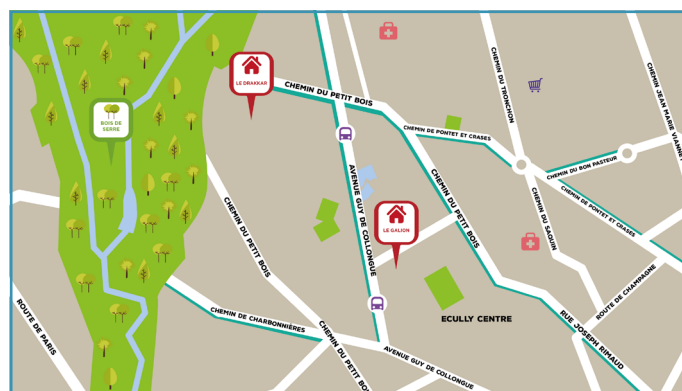 LE DRAKKAR
CHEMIN DU PETIT BOIS
CHEMIN DU TRONCHON
CHEMIN JEAN MARIE VIANNEY
BOIS DE
SERRE
CHEMIN DE PONTET ET CRASES
CHEMIN DU BON PASTEUR
AVENUE GUY DE COLLONGUE
CHEMIN DU PETIT BOIS
CHEMIN DE PONTET ET CRASES
CHEMIN DU PETIT BOIS
LE GALION
CHEMIN DU SAQUIN
ROUTE DE CHAMPAGNE
ROUTE DE PARIS
CHEMIN DE CHARBONNIÈRES
ECULLY CENTRE
RUE JOSEPH RIMAUD
CHEMIN DU PETIT BOIS
AVENUE GUY DE COLLONGUE